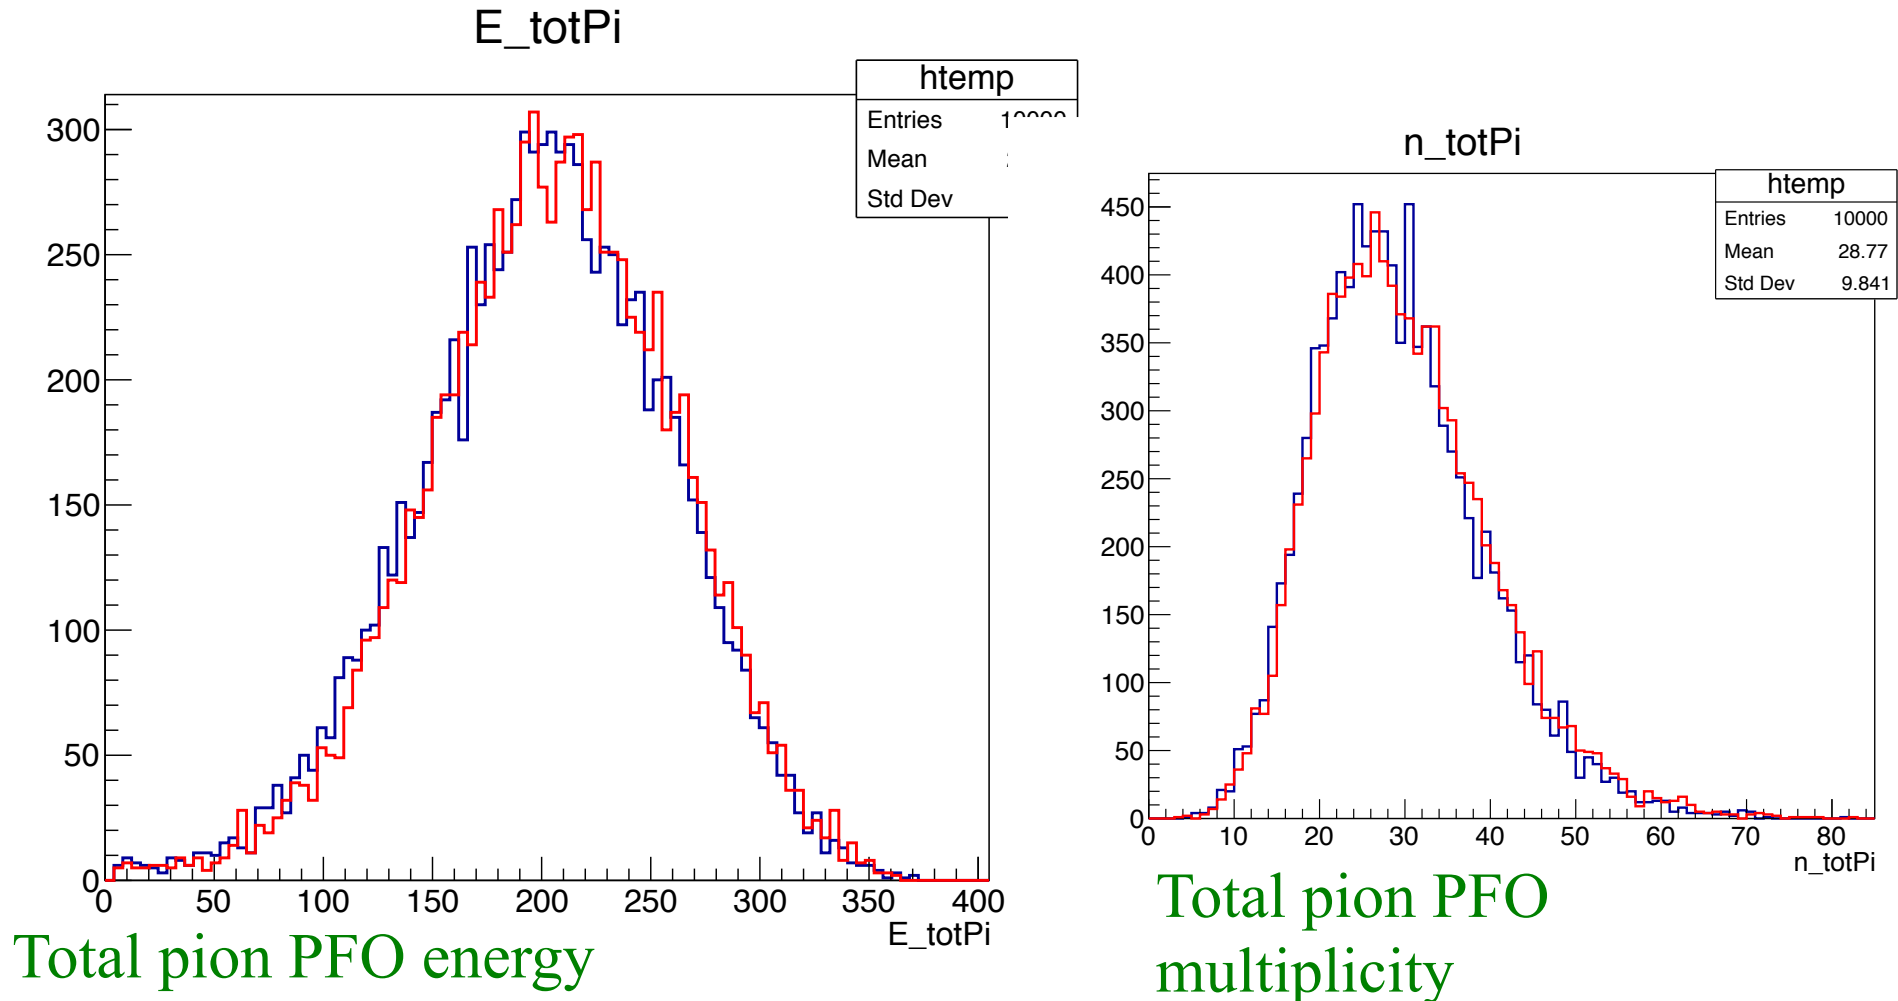 E_totPi
htemp
Entries
Mean
Std Dev
300
250
200
150
100
50
0
0 50 100 150 200 250 300 350 400
E_totPi
Total pion PFO energy
n_totPi
htemp
Entries 10000
Mean 28.77
Std Dev 9.841
450
400
350
300
250
200
150
100
50
0
0 10 20 30 40 50 60 70 80
n_totPi
Total pion PFO
multiplicity